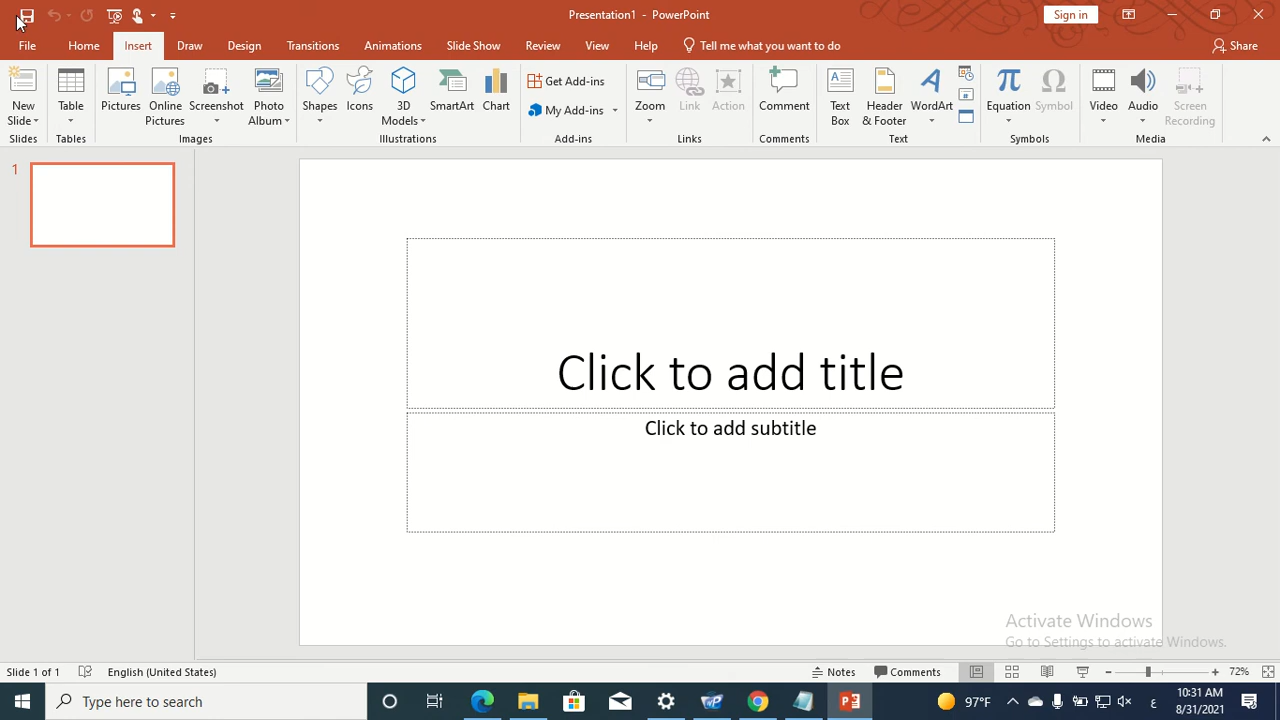 Presentation1 - PowerPoint
Sign in
File Home Insert Draw Design Transitions Animations Slide Show Review View Help Tell me what you want to do Share
New Slide
Table
Pictures
Online Pictures
Screenshot
Photo Album
Shapes
Icons
3D Models
SmartArt
Chart
Get Add-ins
My Add-ins
Zoom
Link
Action
Comment
Text Box
Header & Footer
WordArt
Equation
Symbol
Video
Audio
Screen Recording
Slides Tables Images Illustrations Add-ins Links Comments Text Symbols Media
1
Click to add title
Click to add subtitle
Activate Windows
Go to Settings to activate Windows.
Slide 1 of 1 English (United States) Notes Comments 72%
Type here to search
97°F
ع
10:31 AM
8/31/2021